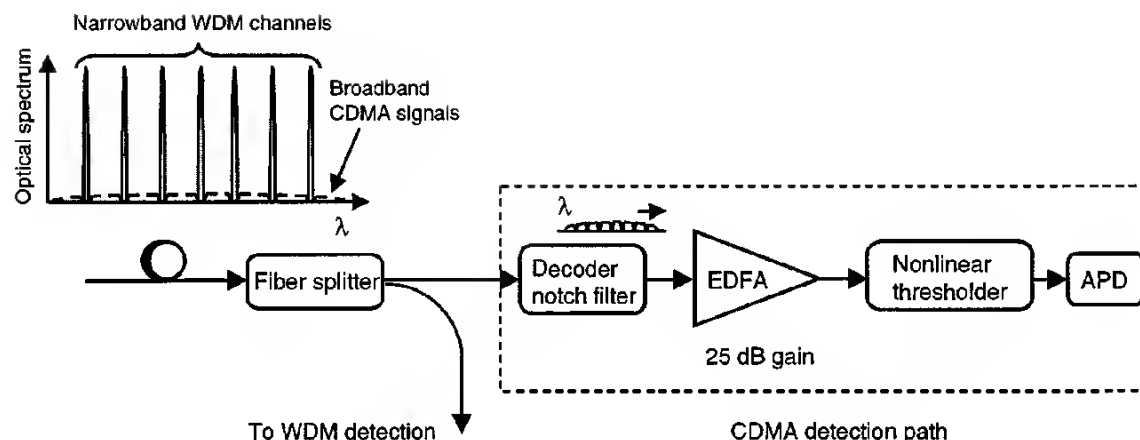 Narrowband WDM channels
Optical spectrum
Broadband
CDMA signals
λ
λ
Fiber splitter
Decoder
notch filter
EDFA
Nonlinear
thresholder
APD
25 dB gain
To WDM detection
CDMA detection path